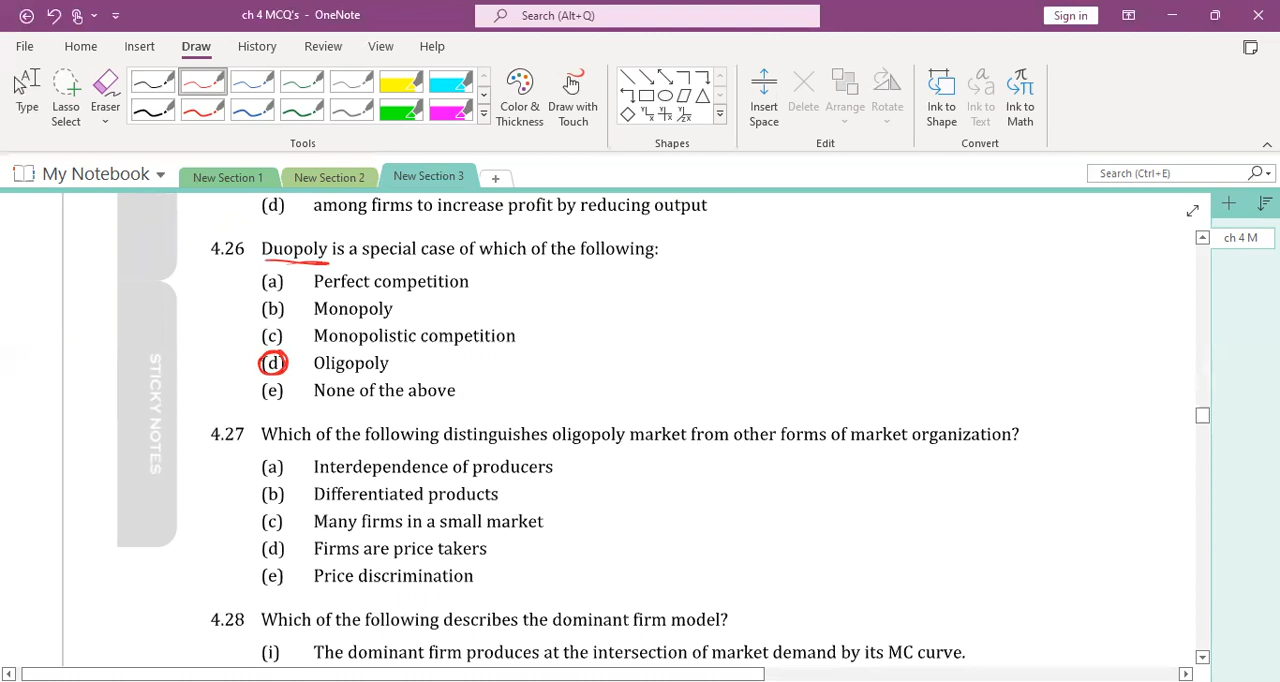 ch 4 MCQ's - OneNote
Search (Alt+Q)
Sign in
File Home Insert Draw History Review View Help
Type
Lasso Select
Eraser
Color & Thickness
Draw with Touch
Insert Space
Delete
Arrange
Rotate
Ink to Shape
Ink to Text
Ink to Math
Tools
Shapes
Edit
Convert
My Notebook
New Section 1
New Section 2
New Section 3
Search (Ctrl+E)
ch 4 M
STICKY NOTES
(d) among firms to increase profit by reducing output
4.26 Duopoly is a special case of which of the following:
(a) Perfect competition
(b) Monopoly
(c) Monopolistic competition
(d) Oligopoly
(e) None of the above
4.27 Which of the following distinguishes oligopoly market from other forms of market organization?
(a) Interdependence of producers
(b) Differentiated products
(c) Many firms in a small market
(d) Firms are price takers
(e) Price discrimination
4.28 Which of the following describes the dominant firm model?
(i) The dominant firm produces at the intersection of market demand by its MC curve.